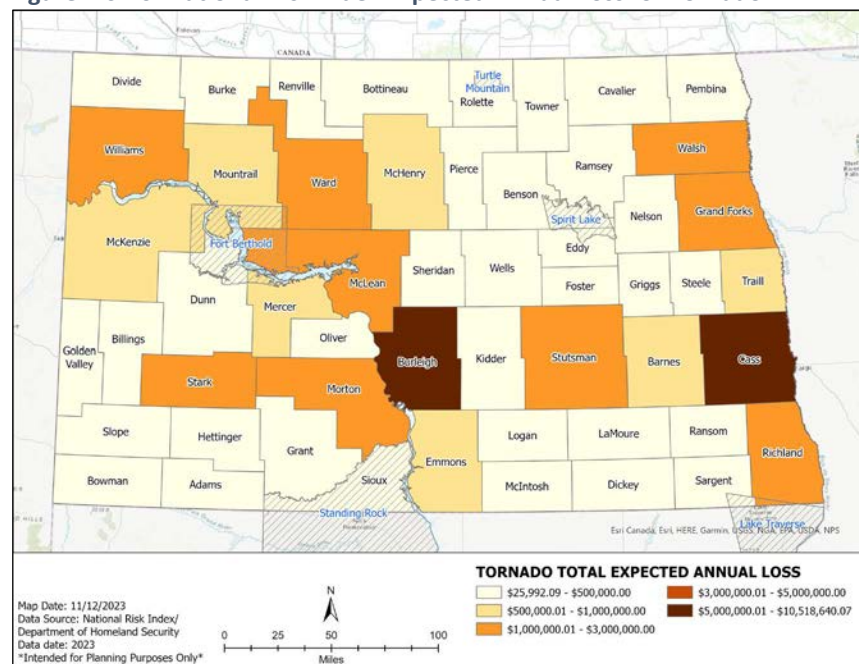 CANADA
Divide
Burke
Renville
Bottineau
Turtle
Mountain
Rolette
Towner
Cavalier
Pembina
Williams
Mountrail
Ward
McHenry
Pierce
Benson
Ramsey
Walsh
Spirit Lake
Nelson
Grand Forks
McKenzie
Fort Berthold
McLean
Sheridan
Wells
Eddy
Foster
Griggs
Steele
Traill
Dunn
Mercer
Oliver
Golden
Valley
Billings
Stark
Morton
Burleigh
Kidder
Stutsman
Barnes
Cass
Slope
Hettinger
Grant
Sioux
Emmons
Logan
LaMoure
Ransom
Richland
Bowman
Adams
Standing Rock
McIntosh
Dickey
Sargent
Lake Traverse
Esri Canada, Esri, HERE, Garmin, USGS, NGA, EPA, USDA, NPS
TORNADO TOTAL EXPECTED ANNUAL LOSS
$25,992.09 - $500,000.00
$3,000,000.01 - $5,000,000.00
$500,000.01 - $1,000,000.00
$5,000,000.01 - $10,518,640.07
$1,000,000.01 - $3,000,000.00
Map Date: 11/12/2023
Data Source: National Risk Index/
Department of Homeland Security
Data date: 2023
*Intended for Planning Purposes Only*
N
0 20 40 60 80 100
Miles